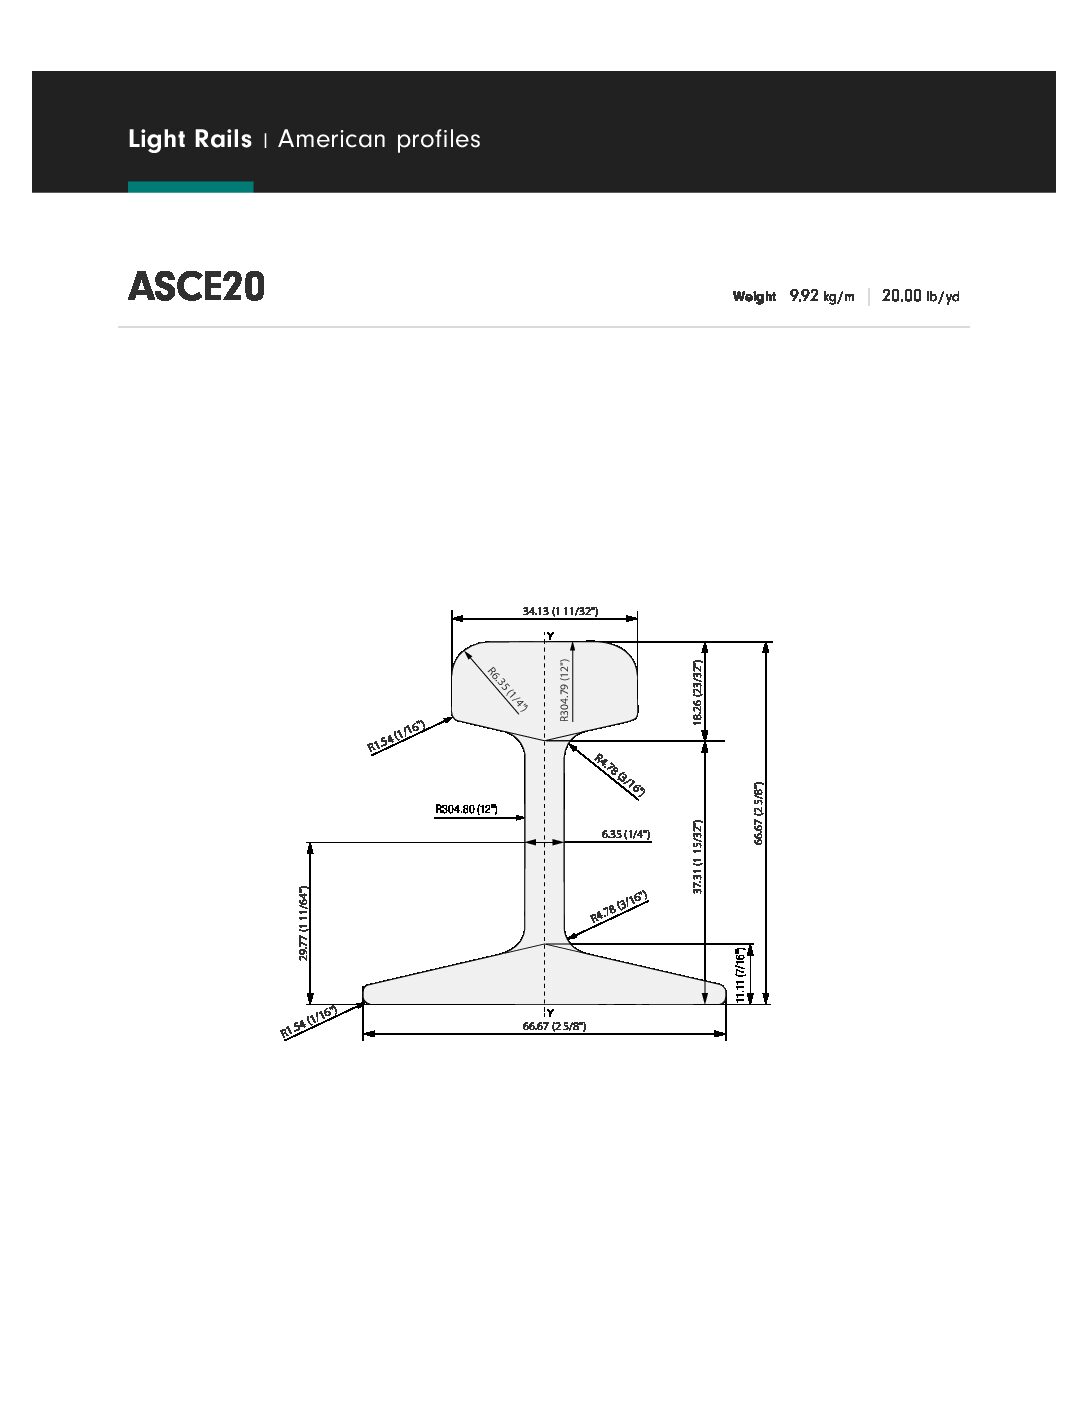 Light Rails | American profiles
ASCE20
Weight 9,92 kg/m | 20,00 lb/yd
34.13 (1 11/32")
Y
R6.35 (1/4")
R304.79 (12")
18.26 (23/32")
R1.54 (1/16")
R4.78 (3/16")
R304.80 (12")
66.67 (2 5/8")
6.35 (1/4")
37.31 (1 15/32")
29.77 (1 11/64")
R4.78 (3/16")
11.11 (7/16")
R1.54 (1/16")
Y
66.67 (2 5/8")